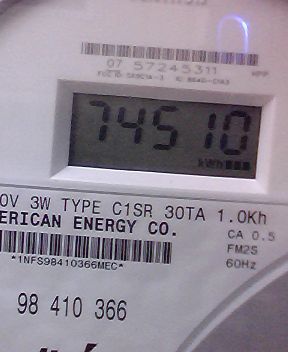 07 57245311
74510
kWh
0V 3W TYPE C1SR 30TA 1.0Kh
ERICAN ENERGY CO.
CA 0.5
FM2S
60Hz
*1NFS98410366MEC*
98 410 366